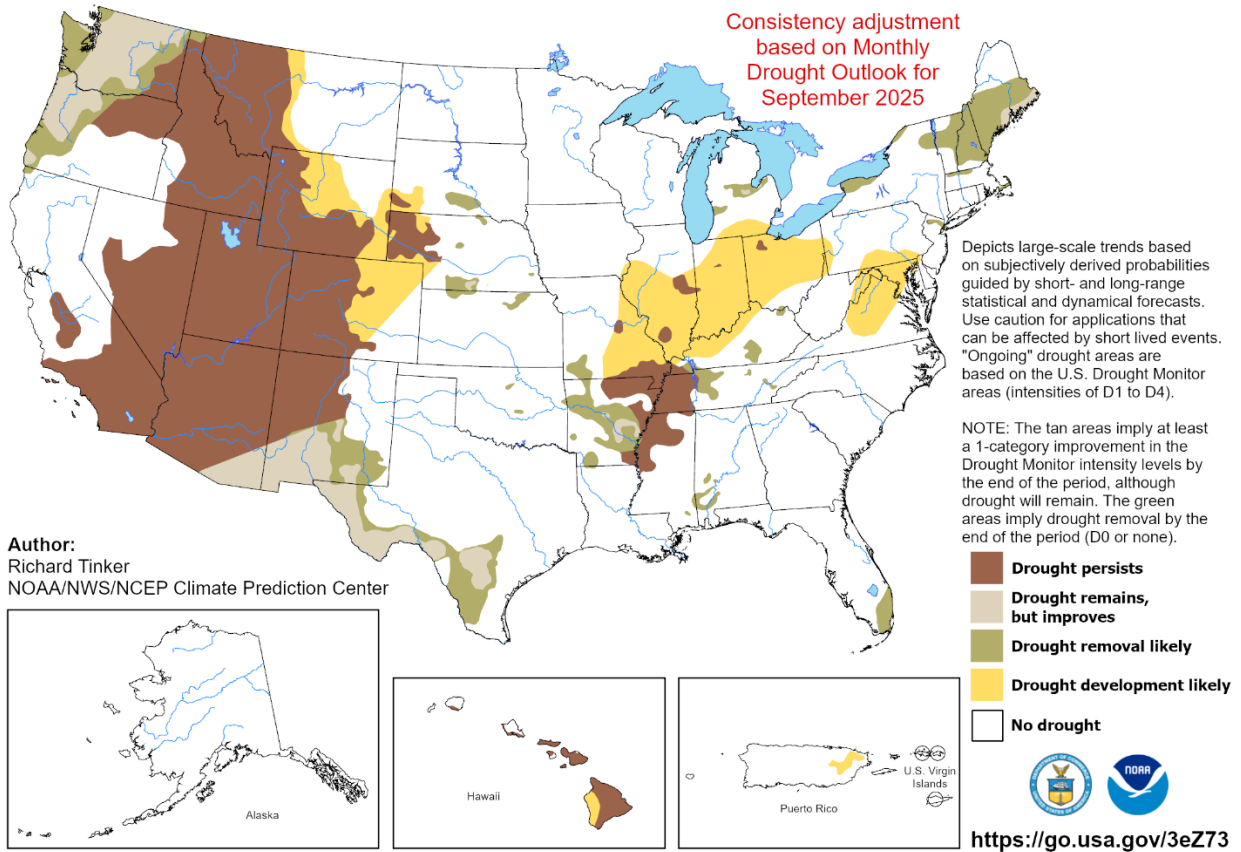 Consistency adjustment
based on Monthly
Drought Outlook for
September 2025
Depicts large-scale trends based
on subjectively derived probabilities
guided by short- and long-range
statistical and dynamical forecasts.
Use caution for applications that
can be affected by short lived events.
"Ongoing" drought areas are
based on the U.S. Drought Monitor
areas (intensities of D1 to D4).
NOTE: The tan areas imply at least
a 1-category improvement in the
Drought Monitor intensity levels by
the end of the period, although
drought will remain. The green
areas imply drought removal by the
end of the period (D0 or none).
Author:
Richard Tinker
NOAA/NWS/NCEP Climate Prediction Center
Drought persists
Drought remains,
but improves
Drought removal likely
Drought development likely
No drought
Alaska
Hawaii
Puerto Rico
U.S. Virgin
Islands
NOAA
https://go.usa.gov/3eZ73